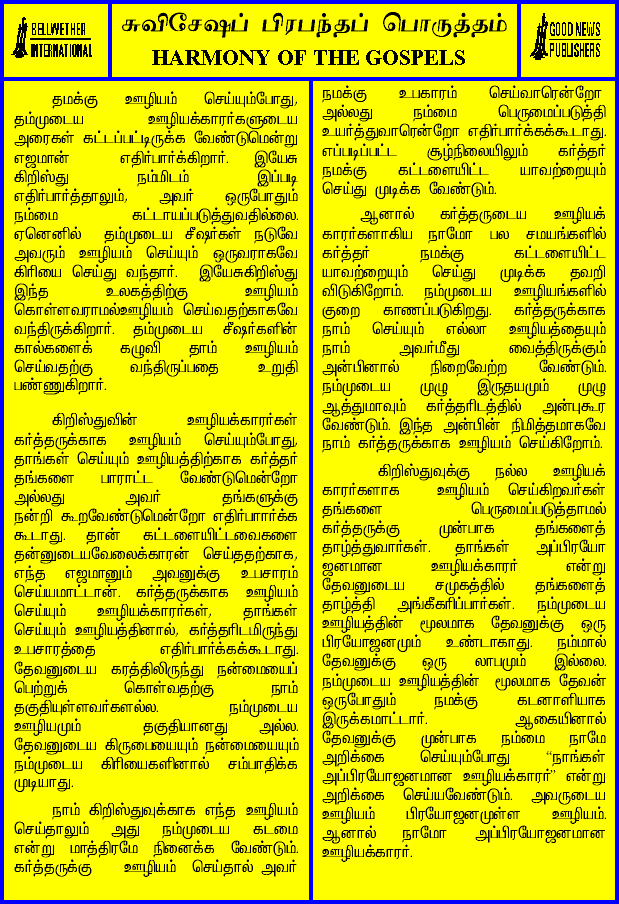 BELLWETHER
INTERNATIONAL
சுவிசேஷப் பிரபந்தப் பொருத்தம்
HARMONY OF THE GOSPELS
GOOD NEWS
PUBLISHERS
தமக்கு ஊழியம் செய்யும்போது,
தம்முடைய ஊழியக்காரர்களுடைய
அரைகள் கட்டப்பட்டிருக்க வேண்டுமென்று
எஜமான் எதிர்பார்க்கிறார். இயேசு
கிறிஸ்து நம்மிடம் இப்படி
எதிர்பார்த்தாலும், அவர் ஒருபோதும்
நம்மை கட்டாயப்படுத்துவதில்லை.
ஏனெனில் தம்முடைய சீஷர்கள் நடுவே
அவரும் ஊழியம் செய்யும் ஒருவராகவே
கிரியை செய்து வந்தார். இயேசுகிறிஸ்து
இந்த உலகத்திற்கு ஊழியம்
கொள்ளவராமல்ஊழியம் செய்வதற்காகவே
வந்திருக்கிறார். தம்முடைய சீஷர்களின்
கால்களைக் கழுவி தாம் ஊழியம்
செய்வதற்கு வந்திருப்பதை உறுதி
பண்ணுகிறார்.
கிறிஸ்துவின் ஊழியக்காரர்கள்
கர்த்தருக்காக ஊழியம் செய்யும்போது,
தாங்கள் செய்யும் ஊழியத்திற்காக கர்த்தர்
தங்களை பாராட்ட வேண்டுமென்றோ
அல்லது அவர் தங்களுக்கு
நன்றி கூறவேண்டுமென்றோ எதிர்பார்க்க
கூடாது. தான் கட்டளையிட்டவைகளை
தன்னுடையவேலைக்காரன் செய்ததற்காக,
எந்த எஜமானும் அவனுக்கு உபசாரம்
செய்யமாட்டான். கர்த்தருக்காக ஊழியம்
செய்யும் ஊழியக்காரர்கள், தாங்கள்
செய்யும் ஊழியத்தினால், கர்த்தரிடமிருந்து
உபசாரத்தை எதிர்பார்க்கக்கூடாது.
தேவனுடைய கரத்திலிருந்து நன்மையைப்
பெற்றுக் கொள்வதற்கு நாம்
தகுதியுள்ளவர்களல்ல. நம்முடைய
ஊழியமும் தகுதியானது அல்ல.
தேவனுடைய கிருபையையும் நன்மையையும்
நம்முடைய கிரியைகளினால் சம்பாதிக்க
முடியாது.
நாம் கிறிஸ்துவுக்காக எந்த ஊழியம்
செய்தாலும் அது நம்முடைய கடமை
என்று மாத்திரமே நினைக்க வேண்டும்.
கர்த்தருக்கு ஊழியம் செய்தால் அவர்
நமக்கு உபகாரம் செய்வாரென்றோ
அல்லது நம்மை பெருமைப்படுத்தி
உயர்த்துவாரென்றோ எதிர்பார்க்கக்கூடாது.
எப்படிப்பட்ட சூழ்நிலையிலும் கர்த்தர்
நமக்கு கட்டளையிட்ட யாவற்றையும்
செய்து முடிக்க வேண்டும்.
ஆனால் கர்த்தருடைய ஊழியக்
காரர்களாகிய நாமோ பல சமயங்களில்
கர்த்தர் நமக்கு கட்டளையிட்ட
யாவற்றையும் செய்து முடிக்க தவறி
விடுகிறோம். நம்முடைய ஊழியங்களில்
குறை காணப்படுகிறது. கர்த்தருக்காக
நாம் செய்யும் எல்லா ஊழியத்தையும்
நாம் அவர்மீது வைத்திருக்கும்
அன்பினால் நிறைவேற்ற வேண்டும்.
நம்முடைய முழு இருதயமும் முழு
ஆத்துமாவும் கர்த்தரிடத்தில் அன்புகூர
வேண்டும். இந்த அன்பின் நிமித்தமாகவே
நாம் கர்த்தருக்காக ஊழியம் செய்கிறோம்.
கிறிஸ்துவுக்கு நல்ல ஊழியக்
காரர்களாக ஊழியம் செய்கிறவர்கள்
தங்களை பெருமைப்படுத்தாமல்
கர்த்தருக்கு முன்பாக தங்களைத்
தாழ்த்துவார்கள். தாங்கள் அப்பிரயோ
ஜனமான ஊழியக்காரர் என்று
தேவனுடைய சமுகத்தில் தங்களைத்
தாழ்த்தி அங்கீகரிப்பார்கள். நம்முடைய
ஊழியத்தின் மூலமாக தேவனுக்கு ஒரு
பிரயோஜனமும் உண்டாகாது. நம்மால்
தேவனுக்கு ஒரு லாபமும் இல்லை.
நம்முடைய ஊழியத்தின் மூலமாக தேவன்
ஒருபோதும் நமக்கு கடனாளியாக
இருக்கமாட்டார். ஆகையினால்
தேவனுக்கு முன்பாக நம்மை நாமே
அறிக்கை செய்யும்போது “நாங்கள்
அப்பிரயோஜனமான ஊழியக்காரர்” என்று
அறிக்கை செய்யவேண்டும். அவருடைய
ஊழியம் பிரயோஜனமுள்ள ஊழியம்.
ஆனால் நாமோ அப்பிரயோஜனமான
ஊழியக்காரர்.